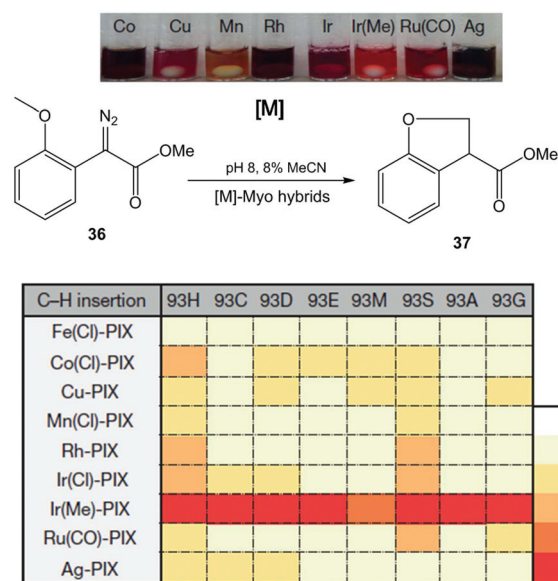 Co Cu Mn Rh Ir Ir(Me) Ru(CO) Ag
[M]
O
N2
OMe
O
36
pH 8, 8% MeCN
[M]-Myo hybrids
O
OMe
O
37
C–H insertion 93H 93C 93D 93E 93M 93S 93A 93G
Fe(Cl)-PIX
Co(Cl)-PIX
Cu-PIX
Mn(Cl)-PIX
Rh-PIX
Ir(Cl)-PIX
Ir(Me)-PIX
Ru(CO)-PIX
Ag-PIX